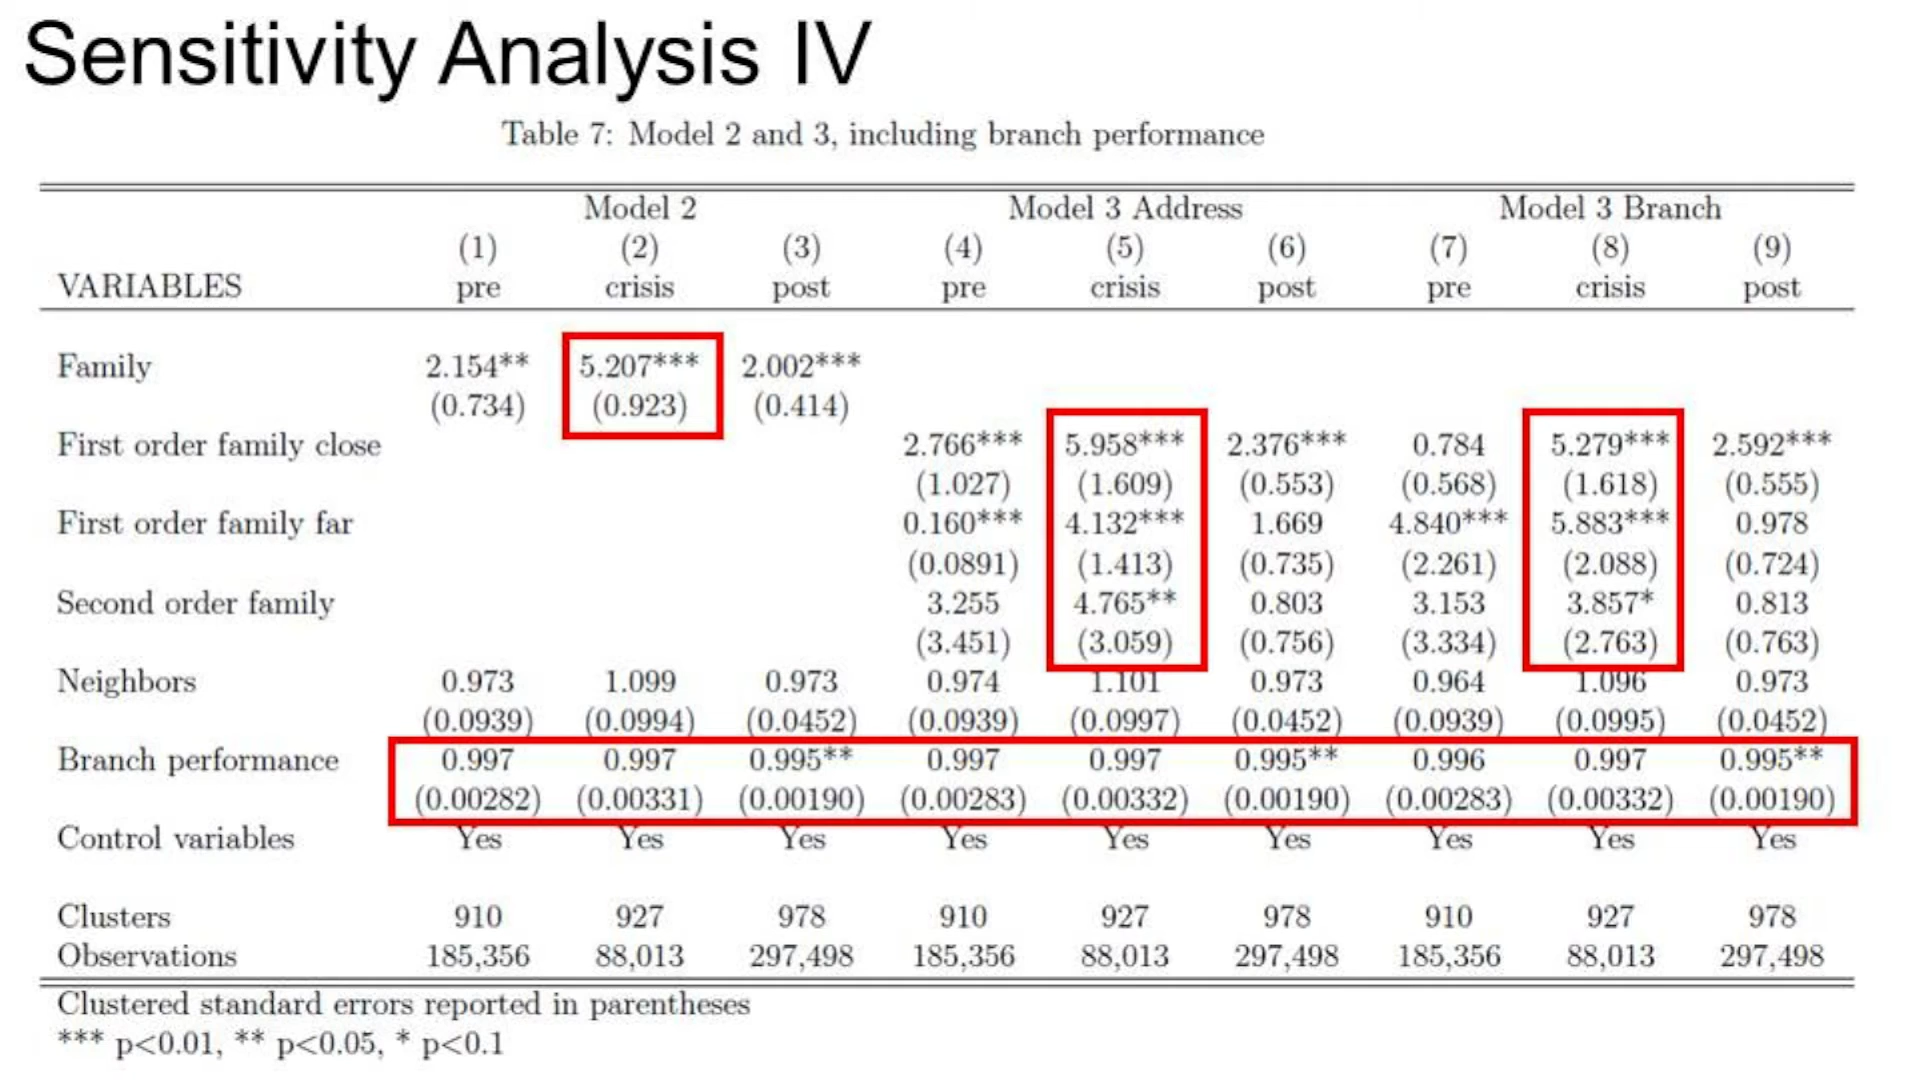 Sensitivity Analysis IV
Table 7: Model 2 and 3, including branch performance
Model 2 Model 3 Address Model 3 Branch
(1) (2) (3) (4) (5) (6) (7) (8) (9)
VARIABLES pre crisis post pre crisis post pre crisis post
Family 2.154** 5.207*** 2.002***
(0.734) (0.923) (0.414)
First order family close 2.766*** 5.958*** 2.376*** 0.784 5.279*** 2.592***
(1.027) (1.609) (0.553) (0.568) (1.618) (0.555)
First order family far 0.160*** 4.132*** 1.669 4.840*** 5.883*** 0.978
(0.0891) (1.413) (0.735) (2.261) (2.088) (0.724)
Second order family 3.255 4.765** 0.803 3.153 3.857* 0.813
(3.451) (3.059) (0.756) (3.334) (2.763) (0.763)
Neighbors 0.973 1.099 0.973 0.974 1.101 0.973 0.964 1.096 0.973
(0.0939) (0.0994) (0.0452) (0.0939) (0.0997) (0.0452) (0.0939) (0.0995) (0.0452)
Branch performance 0.997 0.997 0.995** 0.997 0.997 0.995** 0.996 0.997 0.995**
(0.00282) (0.00331) (0.00190) (0.00283) (0.00332) (0.00190) (0.00283) (0.00332) (0.00190)
Control variables Yes Yes Yes Yes Yes Yes Yes Yes Yes
Clusters 910 927 978 910 927 978 910 927 978
Observations 185,356 88,013 297,498 185,356 88,013 297,498 185,356 88,013 297,498
Clustered standard errors reported in parentheses
*** p<0.01, ** p<0.05, * p<0.1